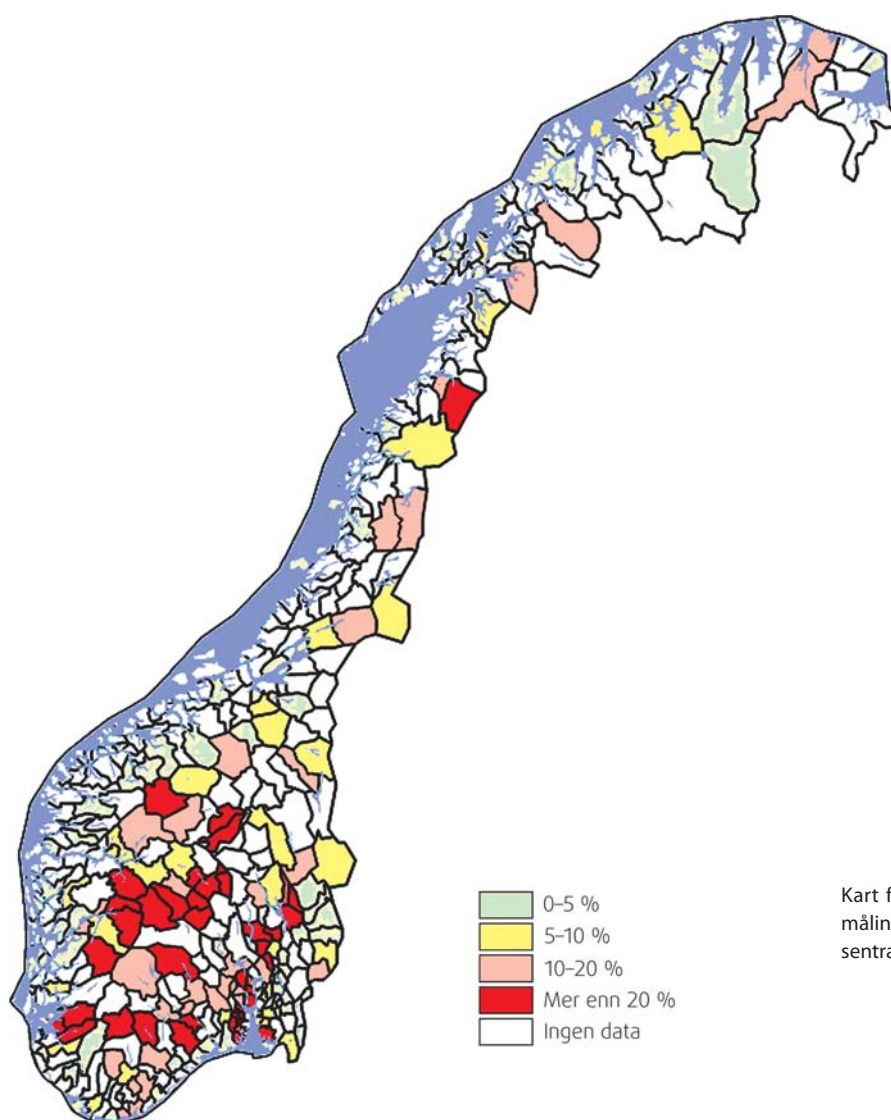 0–5 %
5–10 %
10–20 %
Mer enn 20 %
Ingen data
Kart f
målin
sentra